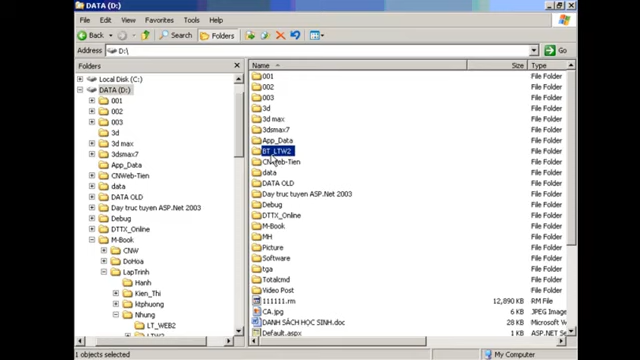 DATA (D:)
File Edit View Favorites Tools Help
Back Search Folders
Address D:\ Go
Folders
Local Disk (C:)
DATA (D:)
001
002
003
3d
3d max
3dsmax7
App_Data
CNWeb-Tien
data
DATA OLD
Day truc tuyen ASP.Net 2003
Debug
DTTX_Online
M-Book
CNW
DoHoa
LapTrinh
Hanh
Kien_Thi
ktphuong
Nhung
LT_WEB2
Name Size Type
001 File Folder
002 File Folder
003 File Folder
3d File Folder
3d max File Folder
3dsmax7 File Folder
App_Data File Folder
BT_LTW2 File Folder
CNWeb-Tien File Folder
data File Folder
DATA OLD File Folder
Day truc tuyen ASP.Net 2003 File Folder
Debug File Folder
DTTX_Online File Folder
M-Book File Folder
MH File Folder
Picture File Folder
Software File Folder
tga File Folder
Totalcmd File Folder
Video Post File Folder
111111.rm 12,890 KB RM File
CA.jpg 6 KB JPEG Image
DANH SÁCH HỌC SINH.doc 28 KB Microsoft W
Default.aspx 1 KB ASP.NET Se
1 objects selected My Computer